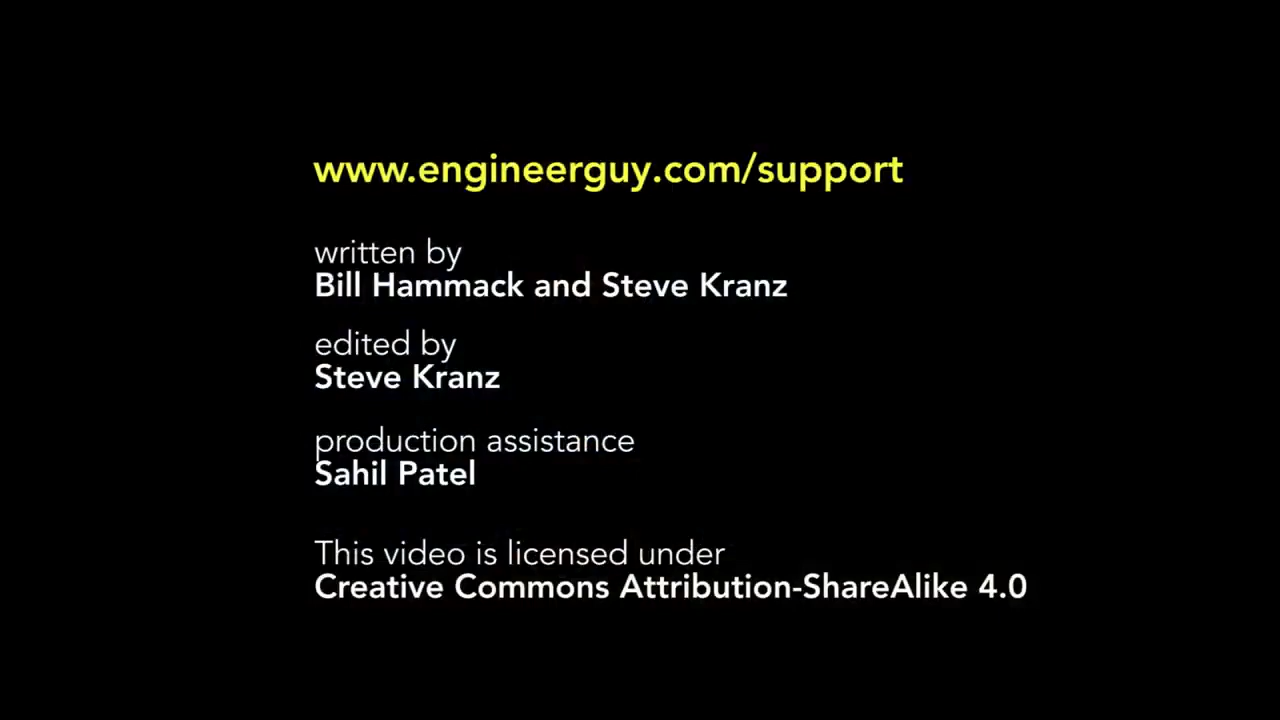 www.engineerguy.com/support
written by
Bill Hammack and Steve Kranz
edited by
Steve Kranz
production assistance
Sahil Patel
This video is licensed under
Creative Commons Attribution-ShareAlike 4.0